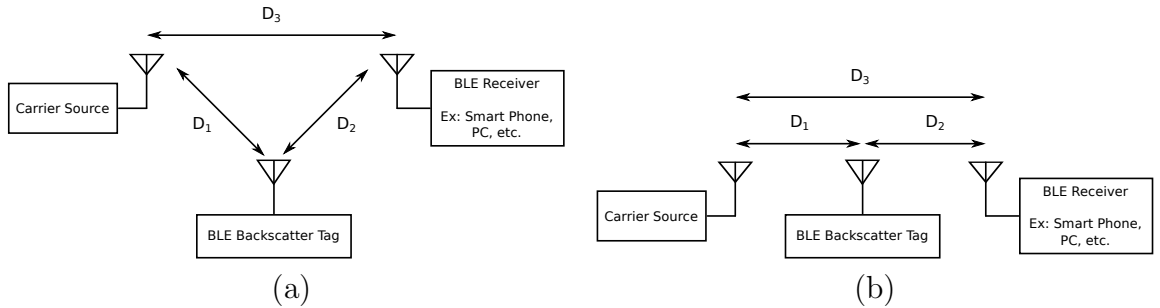 D₃
Carrier Source
D₁
D₂
BLE Receiver
Ex: Smart Phone,
PC, etc.
BLE Backscatter Tag
(a)
D₃
D₁
D₂
Carrier Source
BLE Backscatter Tag
BLE Receiver
Ex: Smart Phone,
PC, etc.
(b)